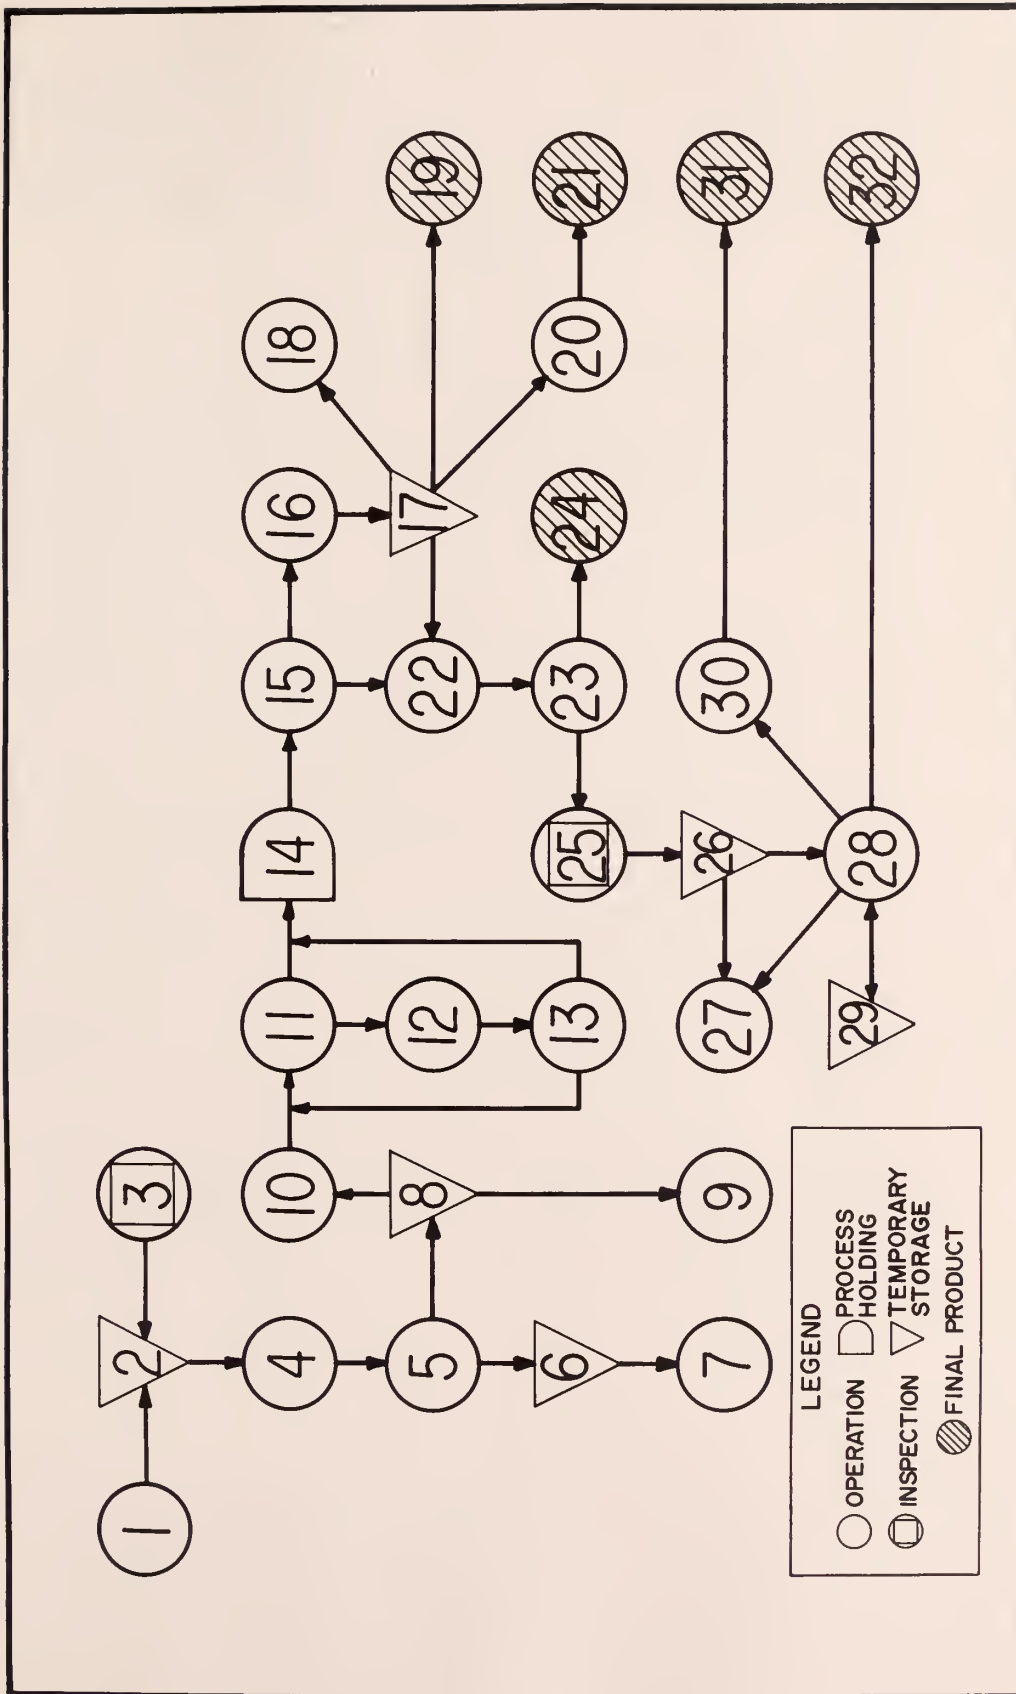 1 2 3
4 10 11 14 15 16 18
5 8 12 22 17 19
6 13 25 23 24 20 21
7 9 27 26 30 31
29 28 32
LEGEND
OPERATION
PROCESS
HOLDING
INSPECTION
TEMPORARY
STORAGE
FINAL PRODUCT